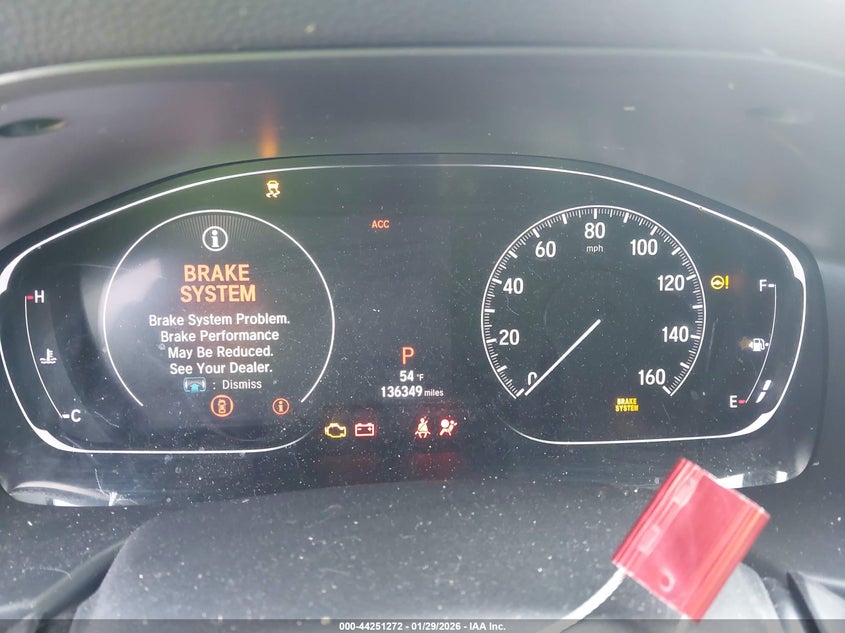 ACC
BRAKE
SYSTEM
Brake System Problem.
Brake Performance
May Be Reduced.
See Your Dealer.
: Dismiss
H
C
P
54 °F
136349 miles
0
20
40
60
80
100
120
140
160
mph
BRAKE
SYSTEM
F
E
000-44251272 - 01/29/2026 - IAA Inc.